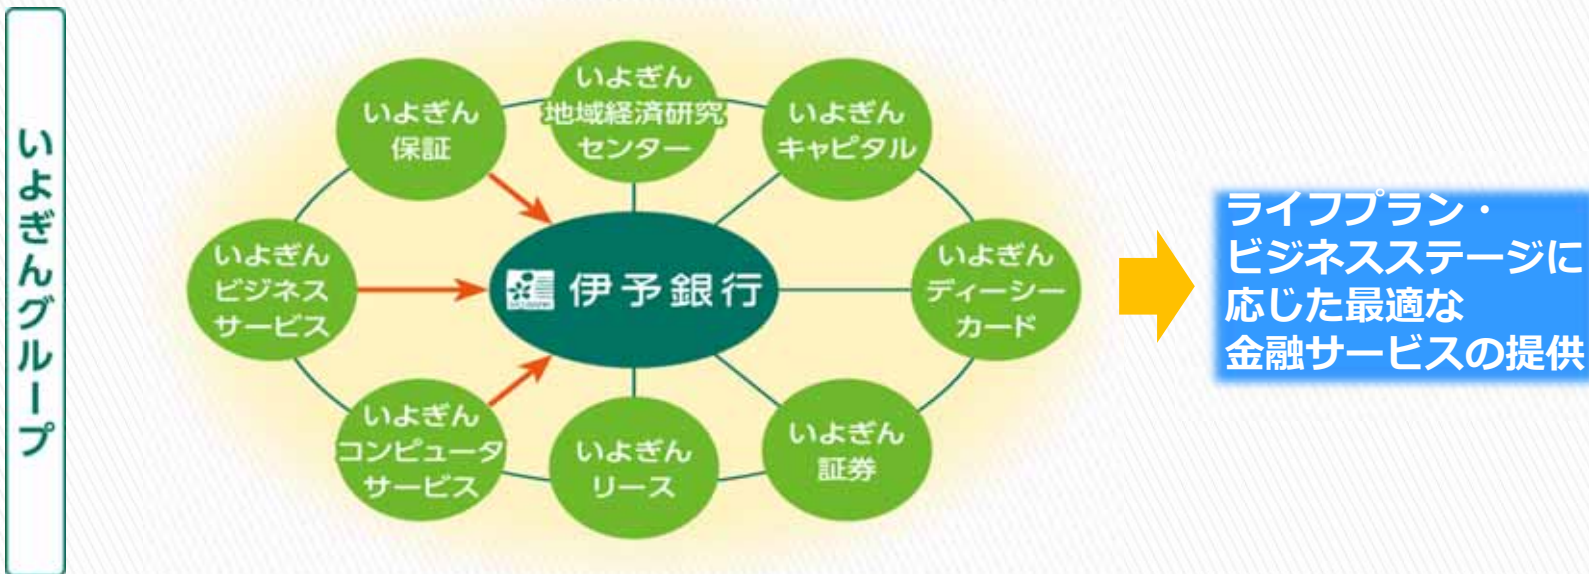 いよぎんグループ
いよぎん
保証
いよぎん
地域経済研究
センター
いよぎん
キャピタル
いよぎん
ビジネス
サービス
伊予銀行
いよぎん
ディーシー
カード
いよぎん
コンピュータ
サービス
いよぎん
リース
いよぎん
証券
ライフプラン・
ビジネスステージに
応じた最適な
金融サービスの提供